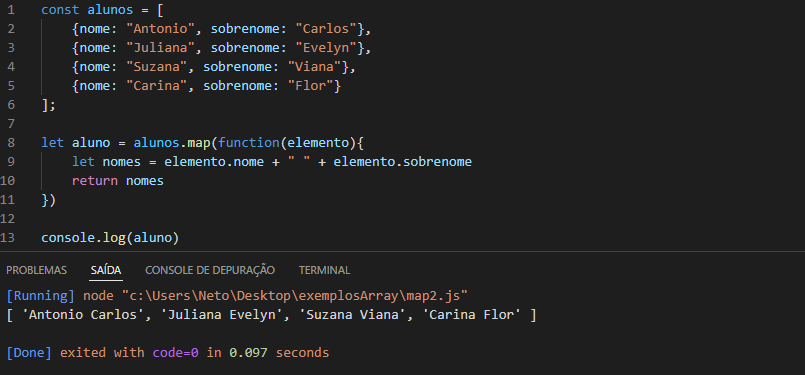 1 const alunos = [
2     {nome: "Antonio", sobrenome: "Carlos"},
3     {nome: "Juliana", sobrenome: "Evelyn"},
4     {nome: "Suzana", sobrenome: "Viana"},
5     {nome: "Carina", sobrenome: "Flor"}
6 ];
7
8 let aluno = alunos.map(function(elemento){
9     let nomes = elemento.nome + " " + elemento.sobrenome
10     return nomes
11 })
12
13 console.log(aluno)
PROBLEMAS SAÍDA CONSOLE DE DEPURAÇÃO TERMINAL
[Running] node "c:\Users\Neto\Desktop\exemplosArray\map2.js"
[ 'Antonio Carlos', 'Juliana Evelyn', 'Suzana Viana', 'Carina Flor' ]
[Done] exited with code=0 in 0.097 seconds